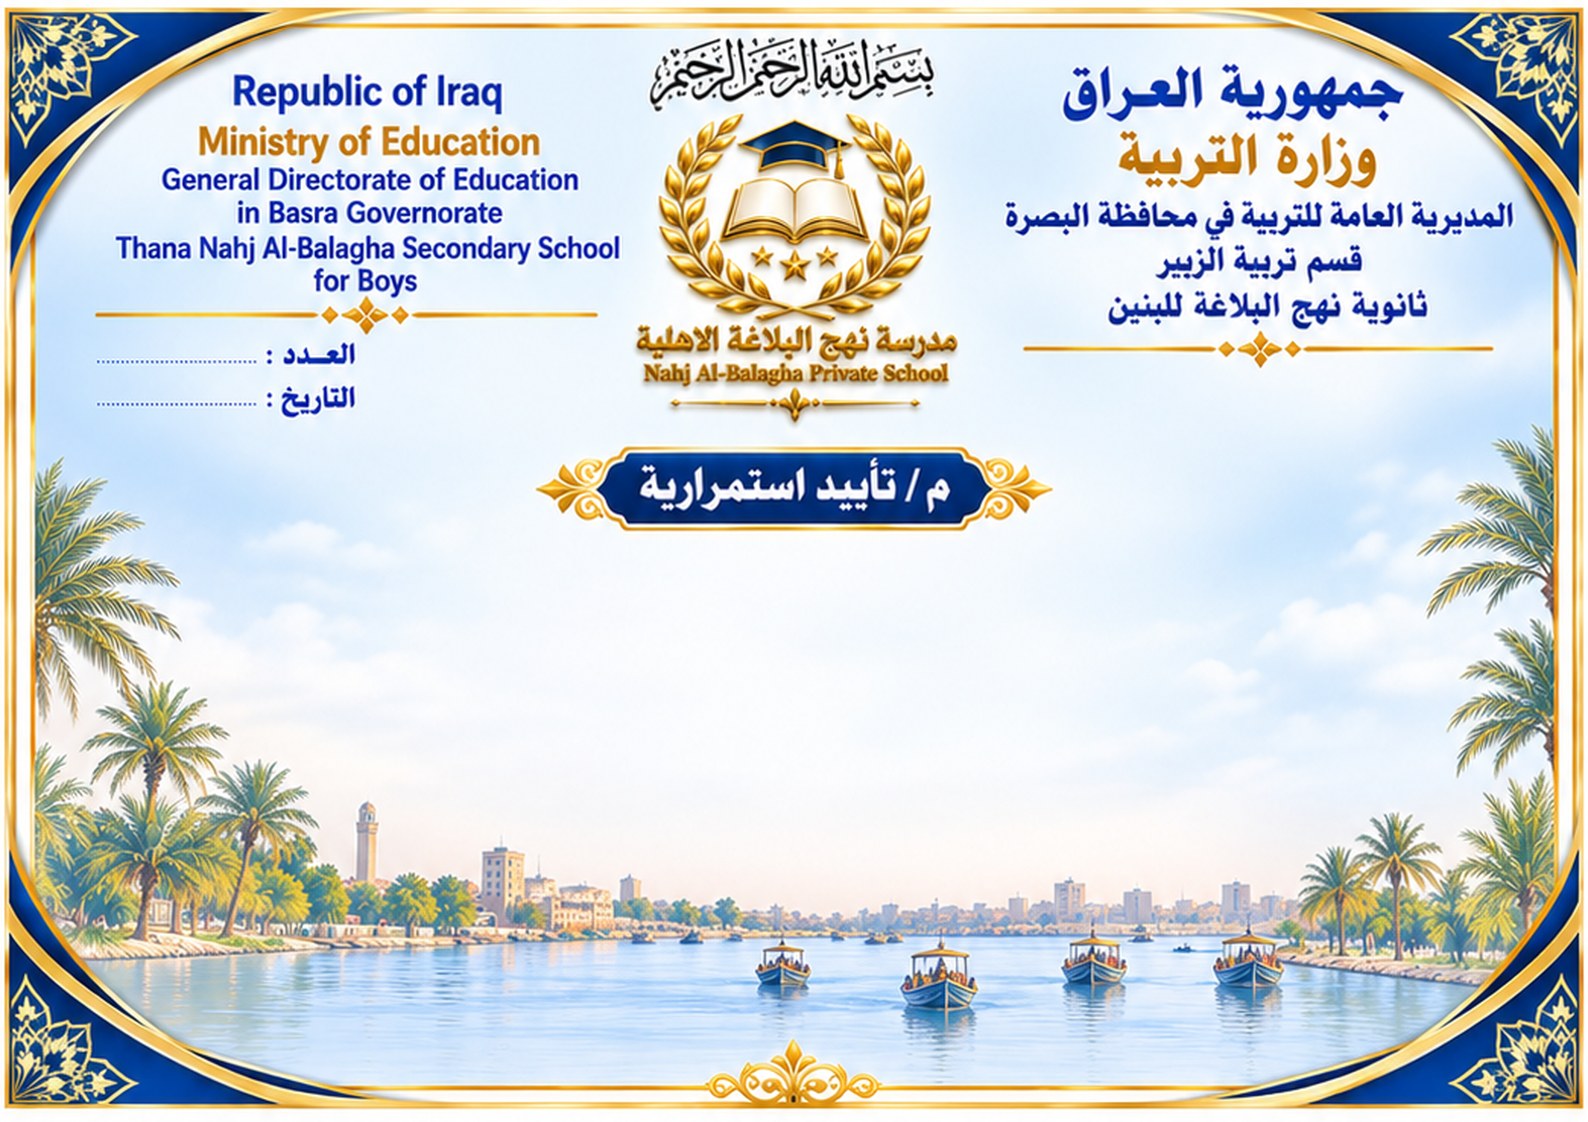 بسم الله الرحمن الرحيم
جمهورية العراق
وزارة التربية
المديرية العامة للتربية في محافظة البصرة
قسم تربية الزبير
ثانوية نهج البلاغة للبنين
Republic of Iraq
Ministry of Education
General Directorate of Education
in Basra Governorate
Thana Nahj Al-Balagha Secondary School
for Boys
العـدد : ................................
التاريخ : ................................
مدرسة نهج البلاغة الاهلية
Nahj Al-Balagha Private School
م / تأييد استمرارية